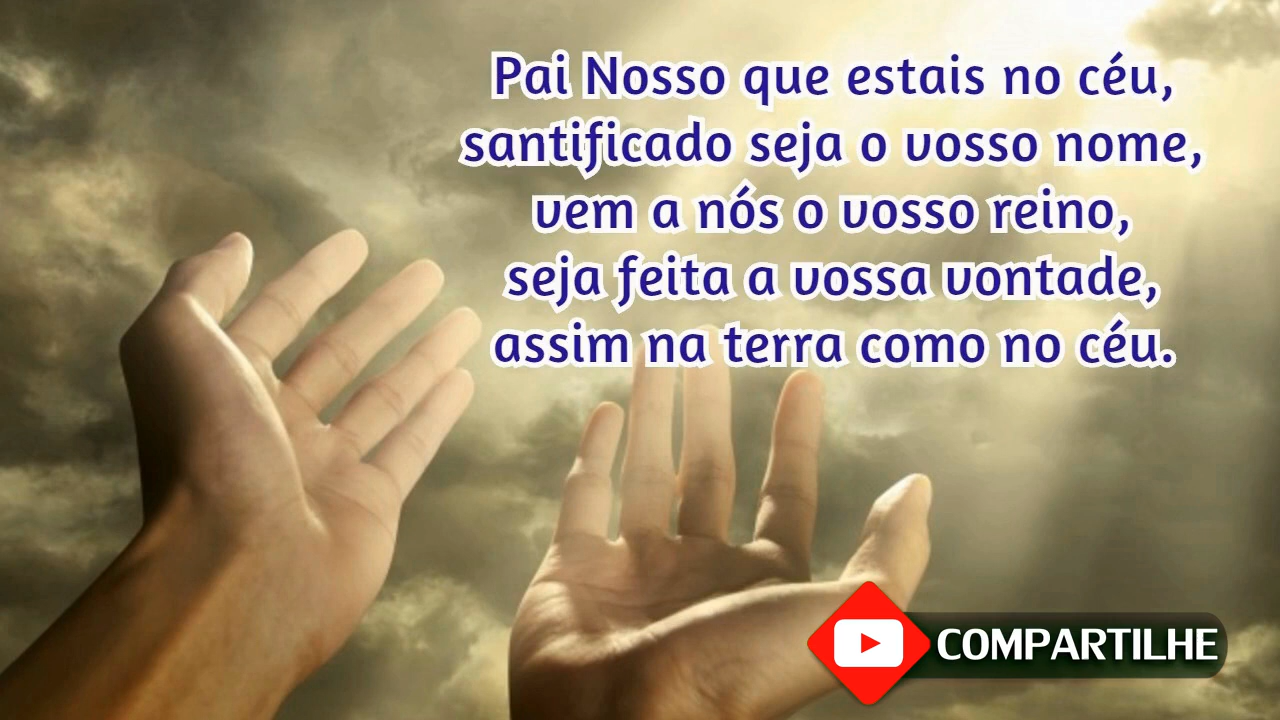 Pai Nosso que estais no céu,
santificado seja o vosso nome,
vem a nós o vosso reino,
seja feita a vossa vontade,
assim na terra como no céu.
COMPARTILHE